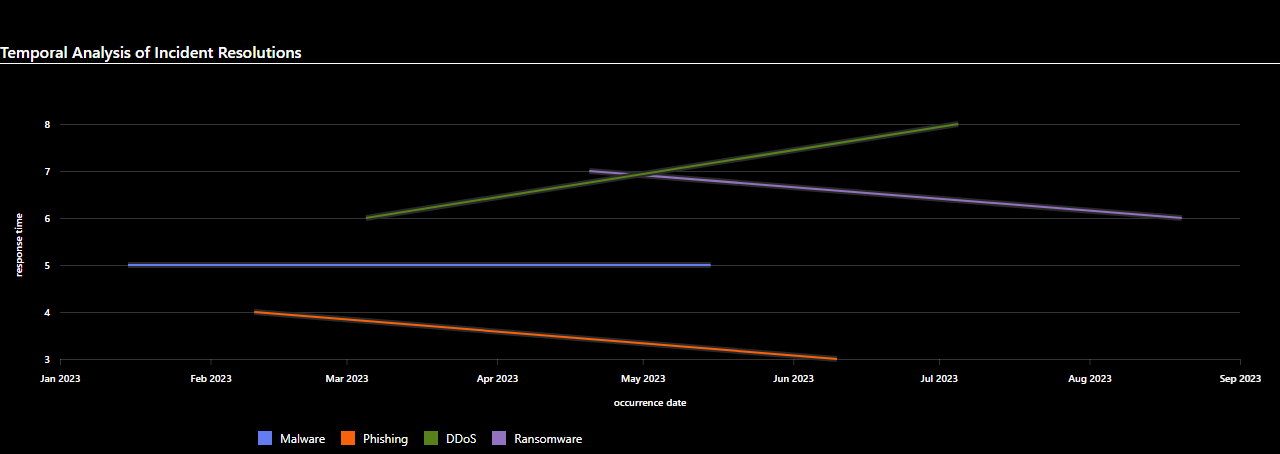 Temporal Analysis of Incident Resolutions
8
7
6
5
4
3
response time
Jan 2023 Feb 2023 Mar 2023 Apr 2023 May 2023 Jun 2023 Jul 2023 Aug 2023 Sep 2023
occurrence date
Malware Phishing DDoS Ransomware